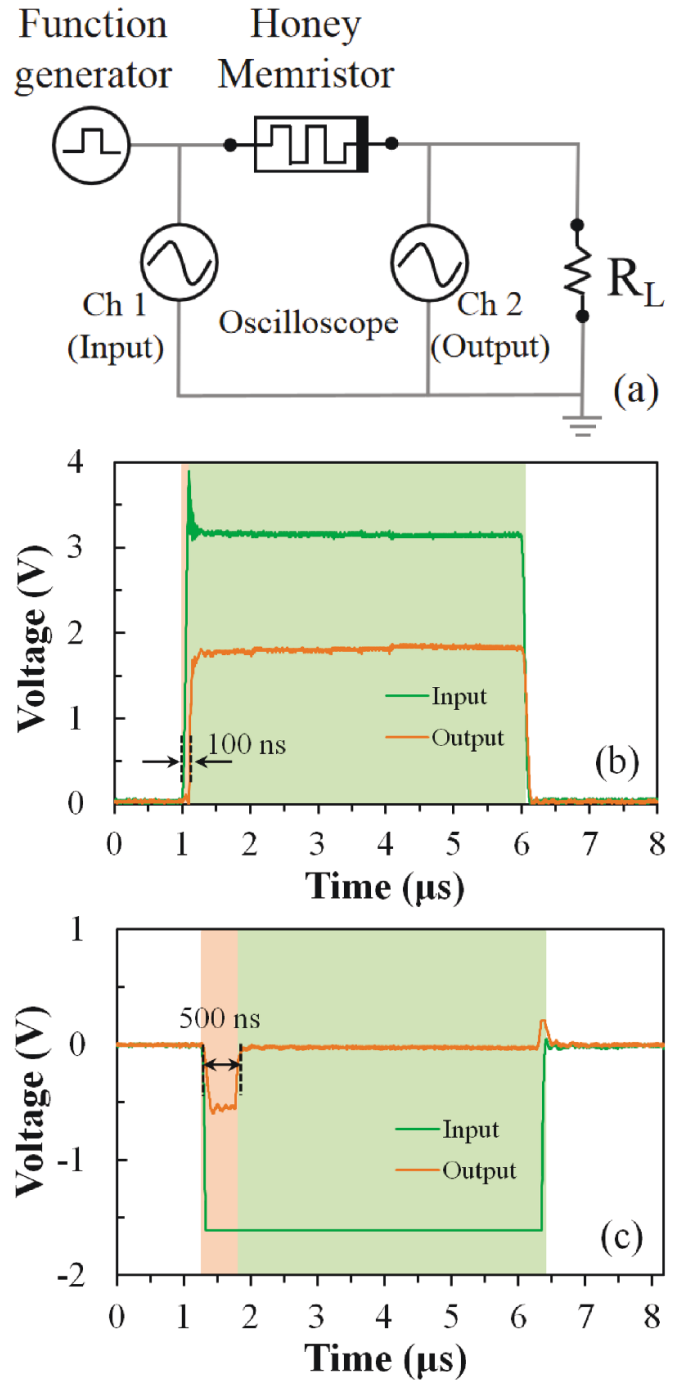 Function Honey
generator Memristor
Ch 1 Oscilloscope Ch 2 R_L
(Input) (Output) (a)
4
3
2
1
0
Voltage (V)
100 ns
Input
Output
(b)
0 1 2 3 4 5 6 7 8
Time (µs)
1
0
-1
-2
Voltage (V)
500 ns
Input
Output
(c)
0 1 2 3 4 5 6 7 8
Time (µs)